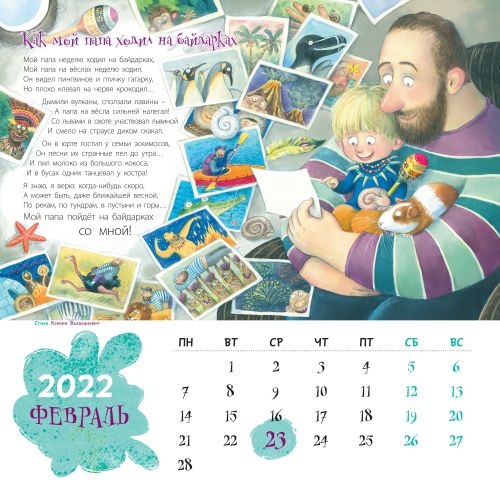 Как мой папа ходил на байдарках
Мой папа неделю ходил на байдарках,
Мой папа на вёслах неделю ходил.
Он видел пингвинов и птичку гагарку,
Но плохо клевал на червя «крокодил»...
Дымили вулканы, сползали лавины –
А папа на вёсла сильней налегал!
Со львами в охоте участвовал львиной
И смело на страусе диком скакал.
Он в юрте гостил у семьи эскимосов,
Он песни их странные пел до утра...
И пил молоко из большого кокоса,
И в бусах одних танцевал у костра!
Я знаю, я верю: когда-нибудь скоро,
А может быть, даже ближайшей весной,
По рекам, по тундрам, в пустыни и горы...
Мой папа пойдёт на байдарках
со мной!
Стихи Ксении Валаханович
2022
ФЕВРАЛЬ
ПН ВТ СР ЧТ ПТ СБ ВС
1 2 3 4 5 6
7 8 9 10 11 12 13
14 15 16 17 18 19 20
21 22 23 24 25 26 27
28